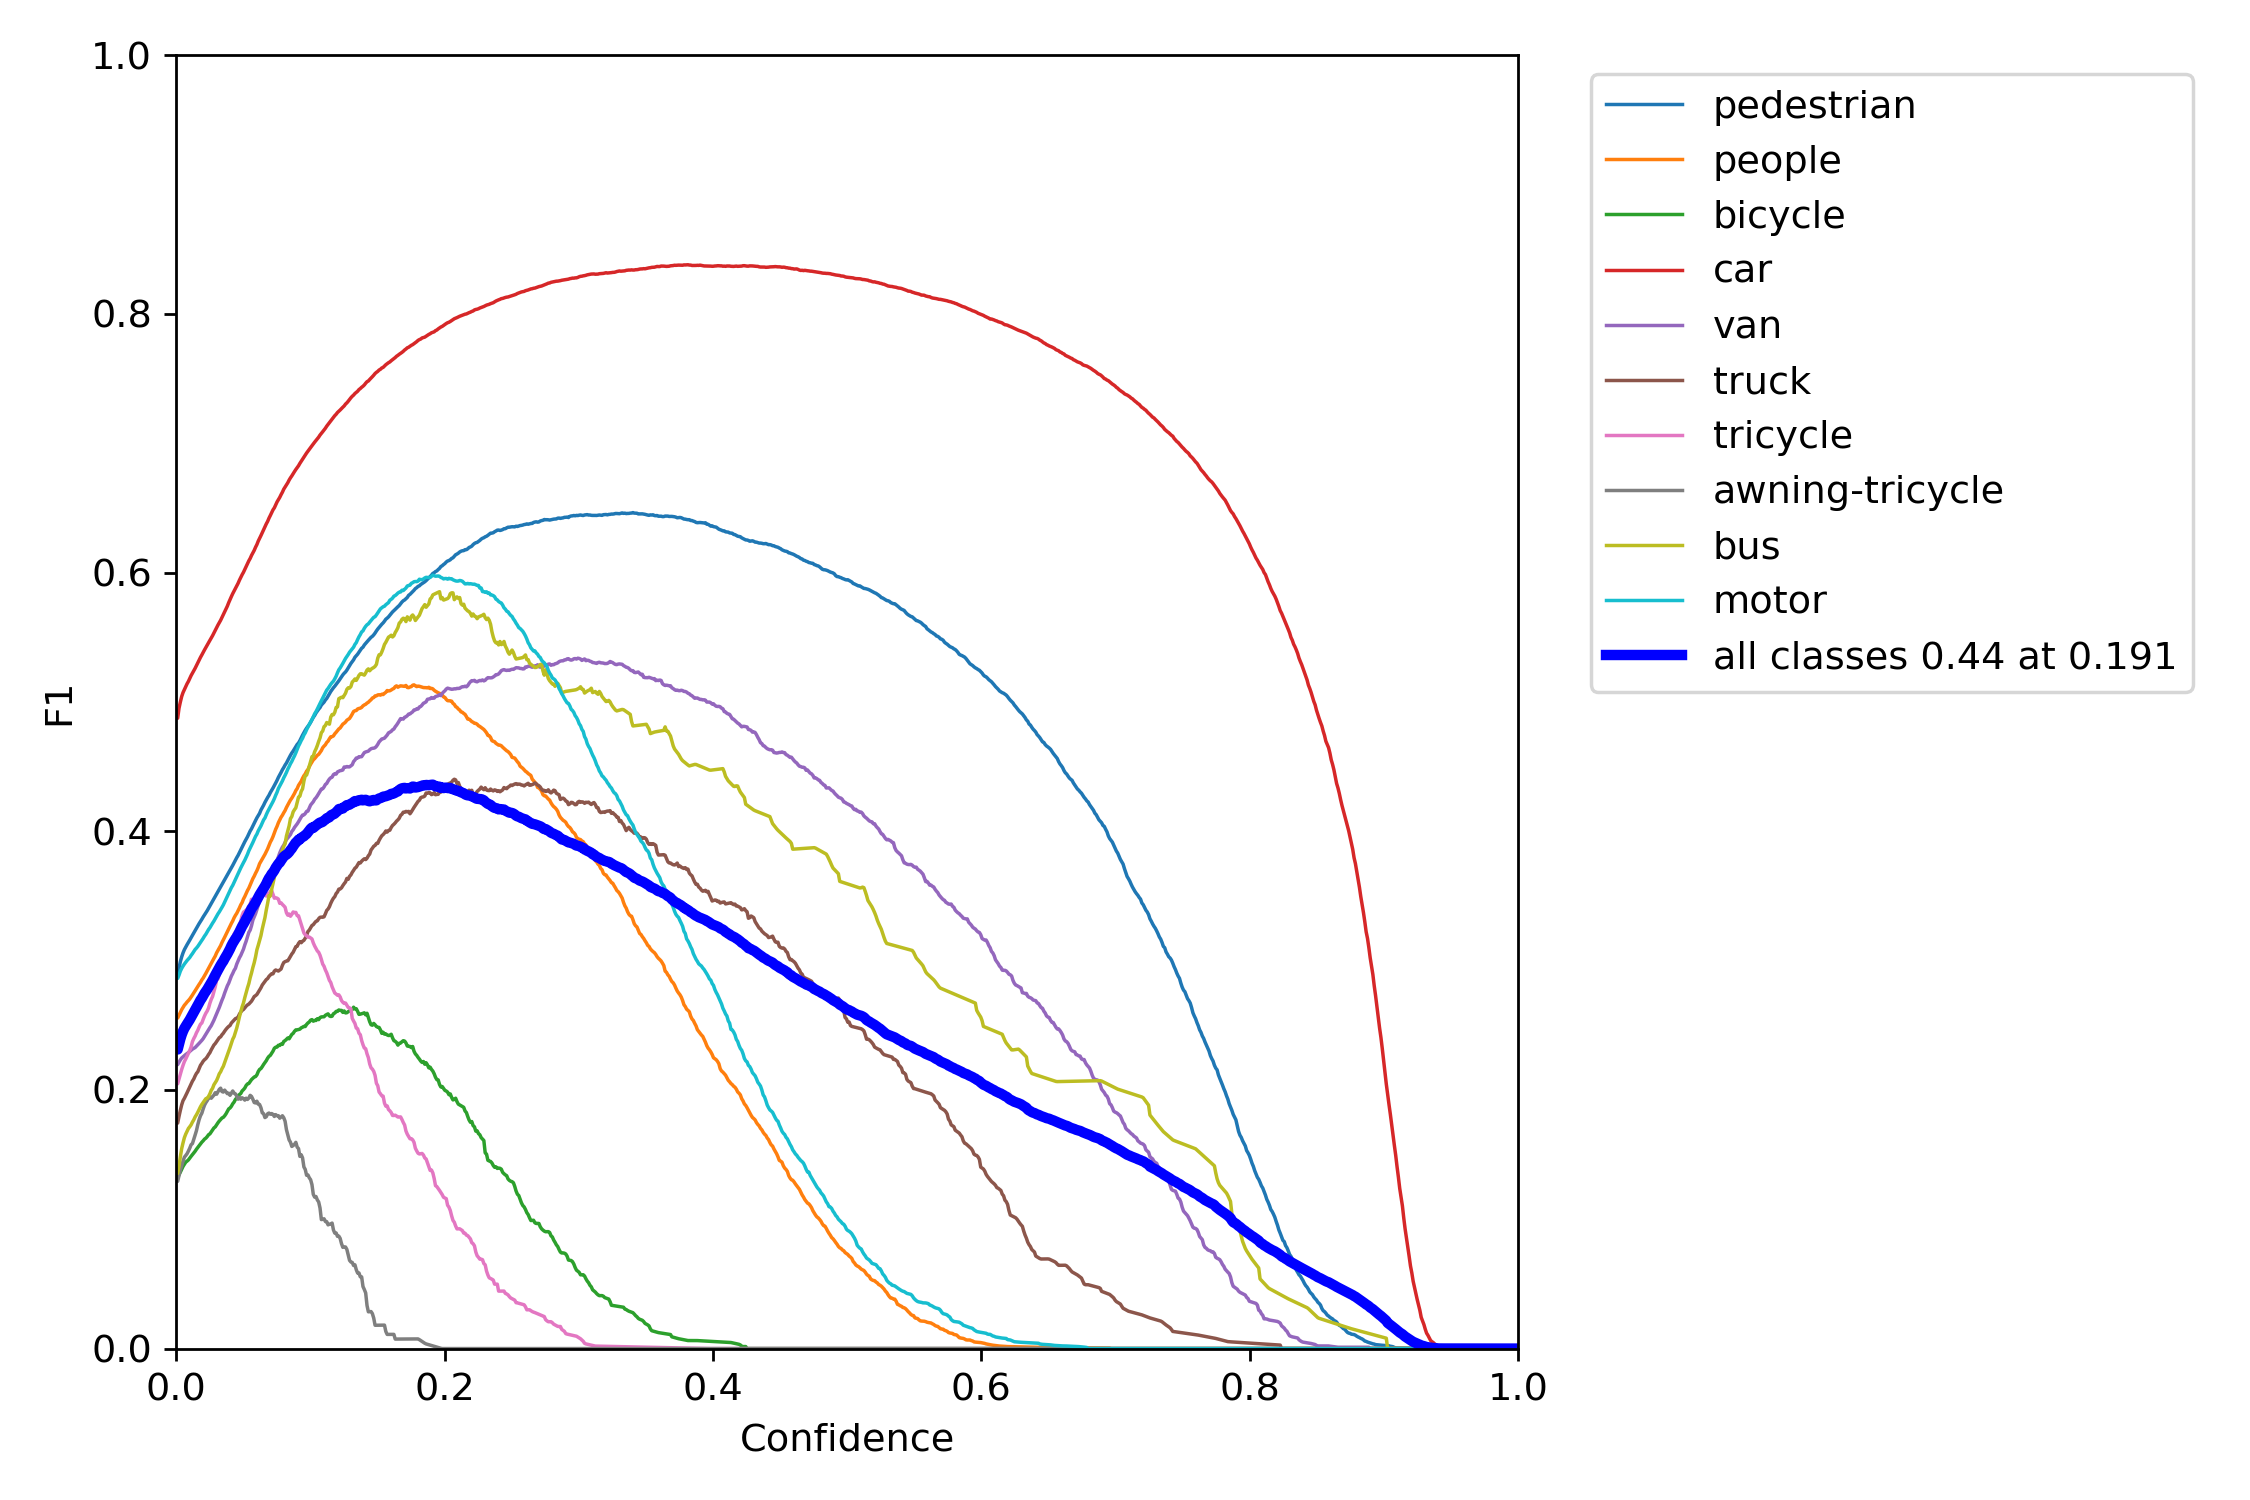 1.0
0.8
0.6
0.4
0.2
0.0
F1
0.0 0.2 0.4 0.6 0.8 1.0
Confidence
pedestrian
people
bicycle
car
van
truck
tricycle
awning-tricycle
bus
motor
all classes 0.44 at 0.191